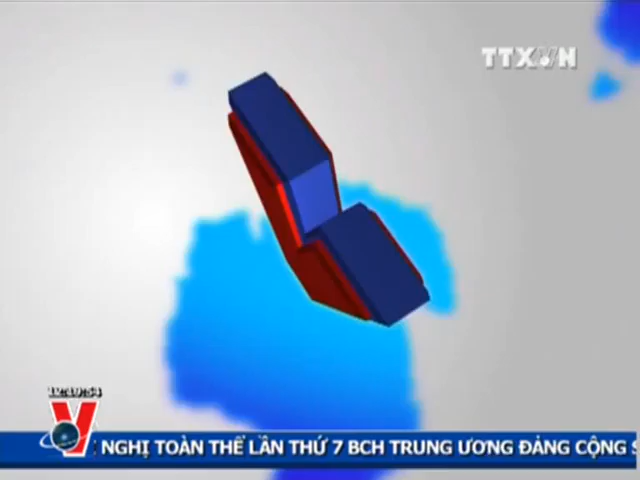 TTXVN
NGHỊ TOÀN THỂ LẦN THỨ 7 BCH TRUNG ƯƠNG ĐẢNG CỘNG